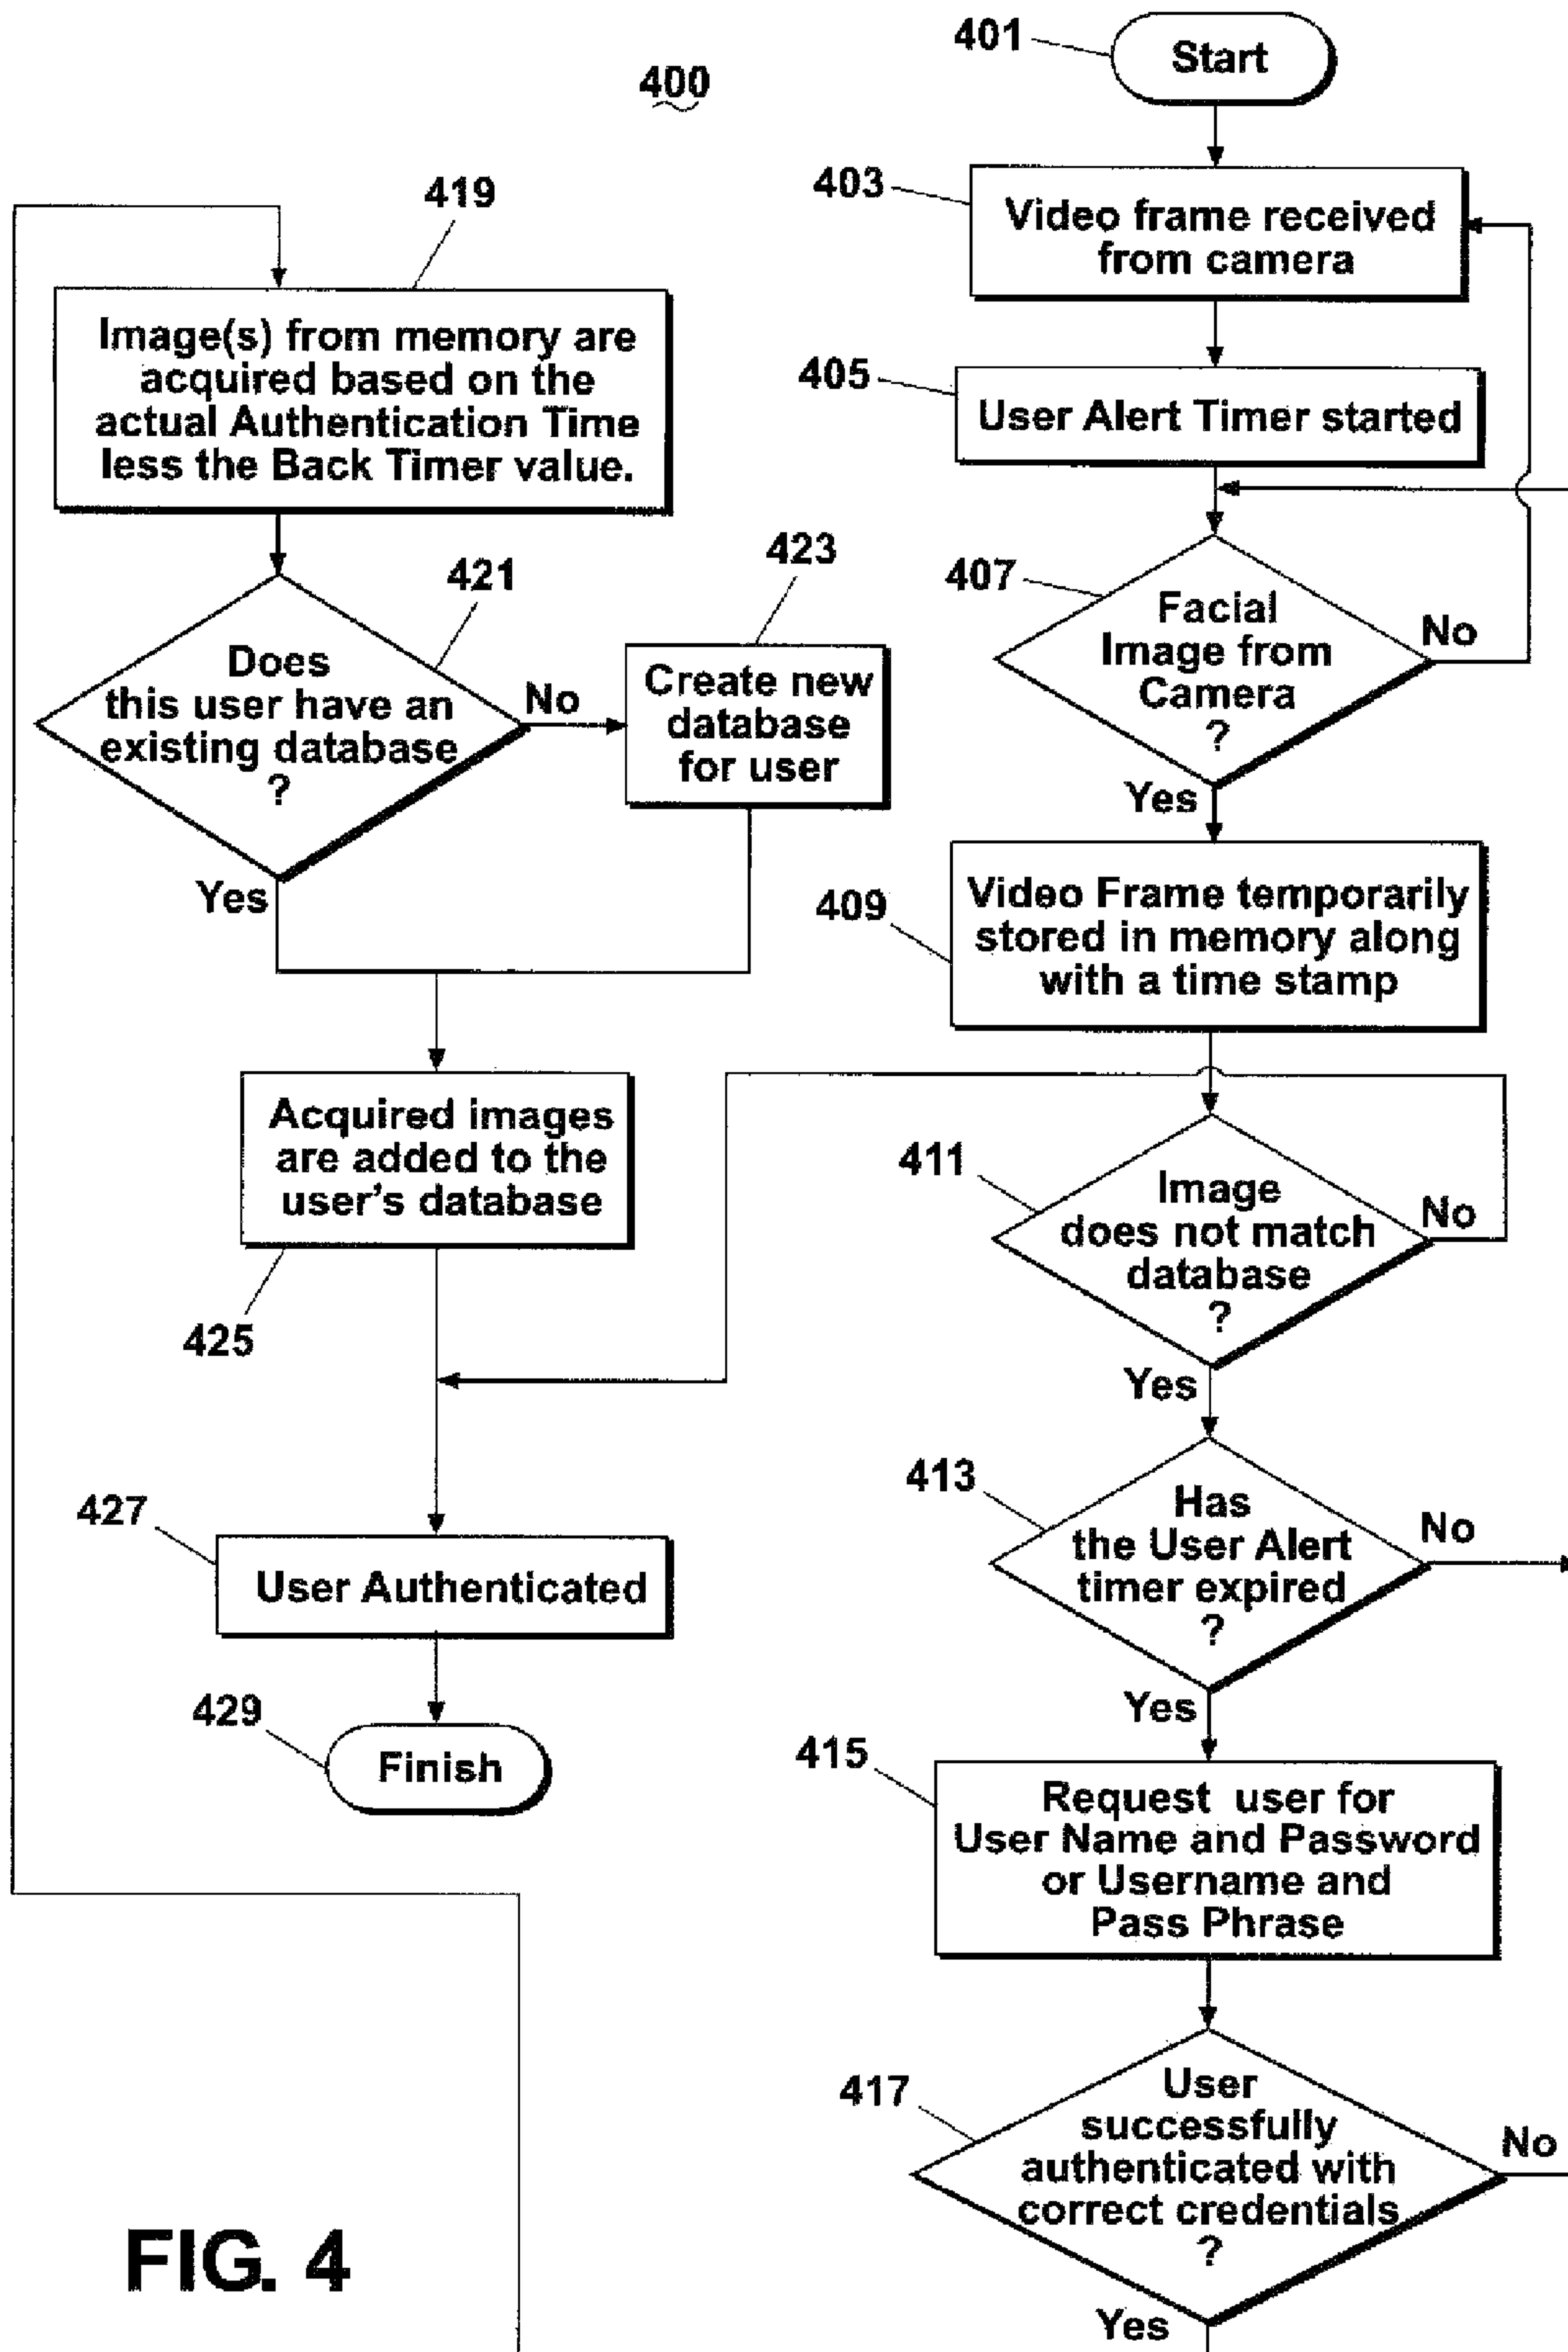 400
401
Start
403
Video frame received
from camera
405
User Alert Timer started
407
Facial
Image from
Camera
?
No
Yes
409
Video Frame temporarily
stored in memory along
with a time stamp
411
Image
does not match
database
?
No
Yes
413
Has
the User Alert
timer expired
?
No
Yes
415
Request user for
User Name and Password
or Username and
Pass Phrase
417
User
successfully
authenticated with
correct credentials
?
No
Yes
419
Image(s) from memory are
acquired based on the
actual Authentication Time
less the Back Timer value.
421
Does
this user have an
existing database
?
No
Yes
423
Create new
database
for user
Acquired images
are added to the
user's database
425
427
User Authenticated
429
Finish
FIG. 4